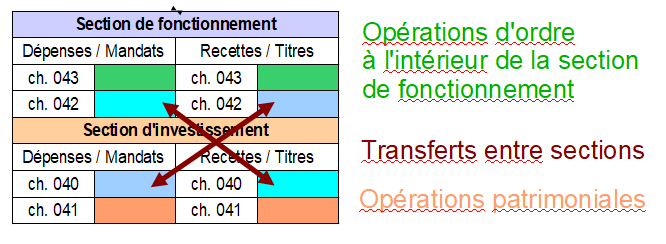 Section de fonctionnement
Dépenses / Mandats Recettes / Titres
ch. 043 ch. 043
ch. 042 ch. 042
Section d'investissement
Dépenses / Mandats Recettes / Titres
ch. 040 ch. 040
ch. 041 ch. 041
Opérations d'ordre
à l'intérieur de la section
de fonctionnement
Transferts entre sections
Opérations patrimoniales